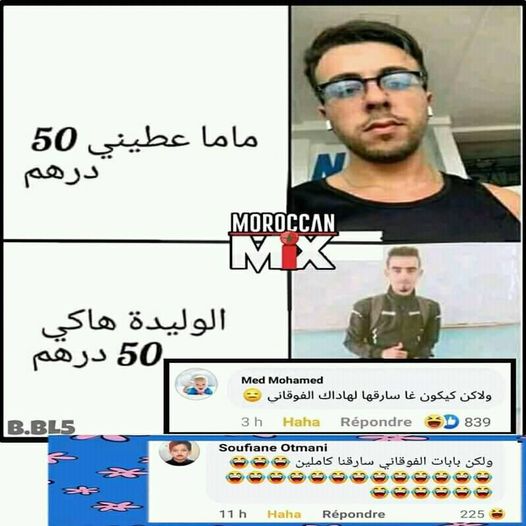 ماما عطيني 50
درهم
MOROCCAN
MiX
الوليدة هاكي
50 درهم
B.BL5
Med Mohamed
ولاكن كيكون غا سارقها لهاداك الفوقاني 😑
3 h Haha Répondre 839
Soufiane Otmani
ولكن بابات الفوقاني سارقنا كاملين 😂😂😂
😂😂😂😂😂😂😂😂😂😂😂😂😂
😂😂😂😂😂😂
11 h Haha Répondre 225